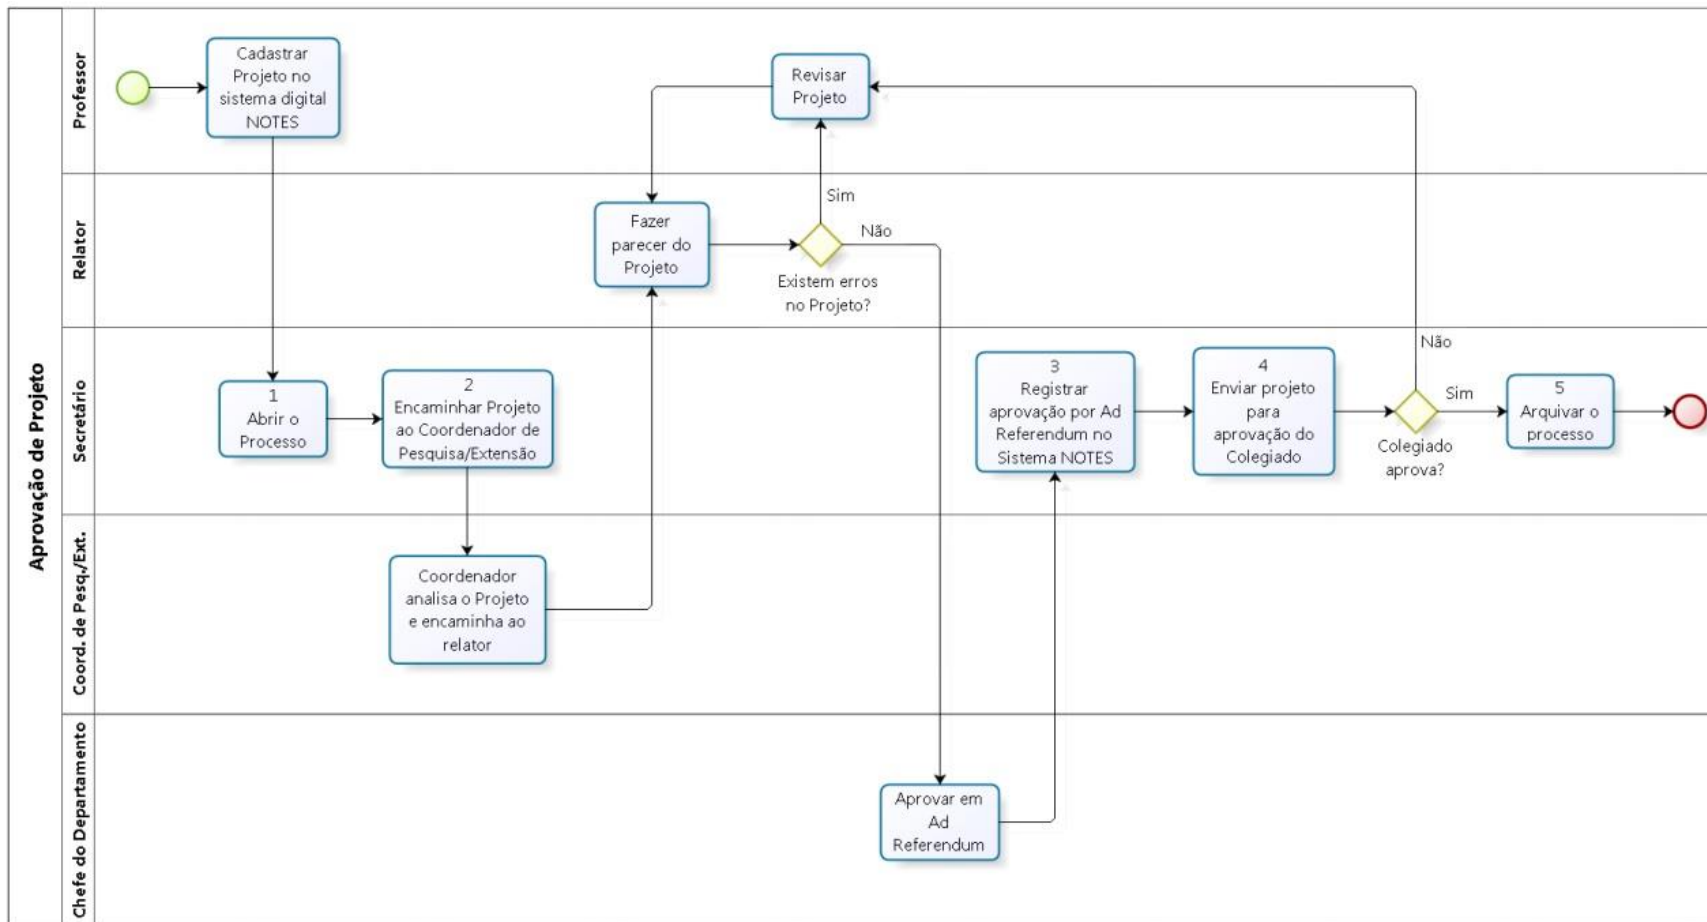 Aprovação de Projeto
Professor
Cadastrar
Projeto no
sistema digital
NOTES
Revisar
Projeto
Relator
Fazer
parecer do
Projeto
Sim
Não
Existem erros
no Projeto?
Secretário
1
Abrir o
Processo
2
Encaminhar Projeto
ao Coordenador de
Pesquisa/Extensão
3
Registrar
aprovação por Ad
Referendum no
Sistema NOTES
4
Enviar projeto
para
aprovação do
Colegiado
Não
Sim
Colegiado
aprova?
5
Arquivar o
processo
Coord. de Pesq./Ext.
Coordenador
analisa o Projeto
e encaminha ao
relator
Chefe do Departamento
Aprovar em
Ad
Referendum